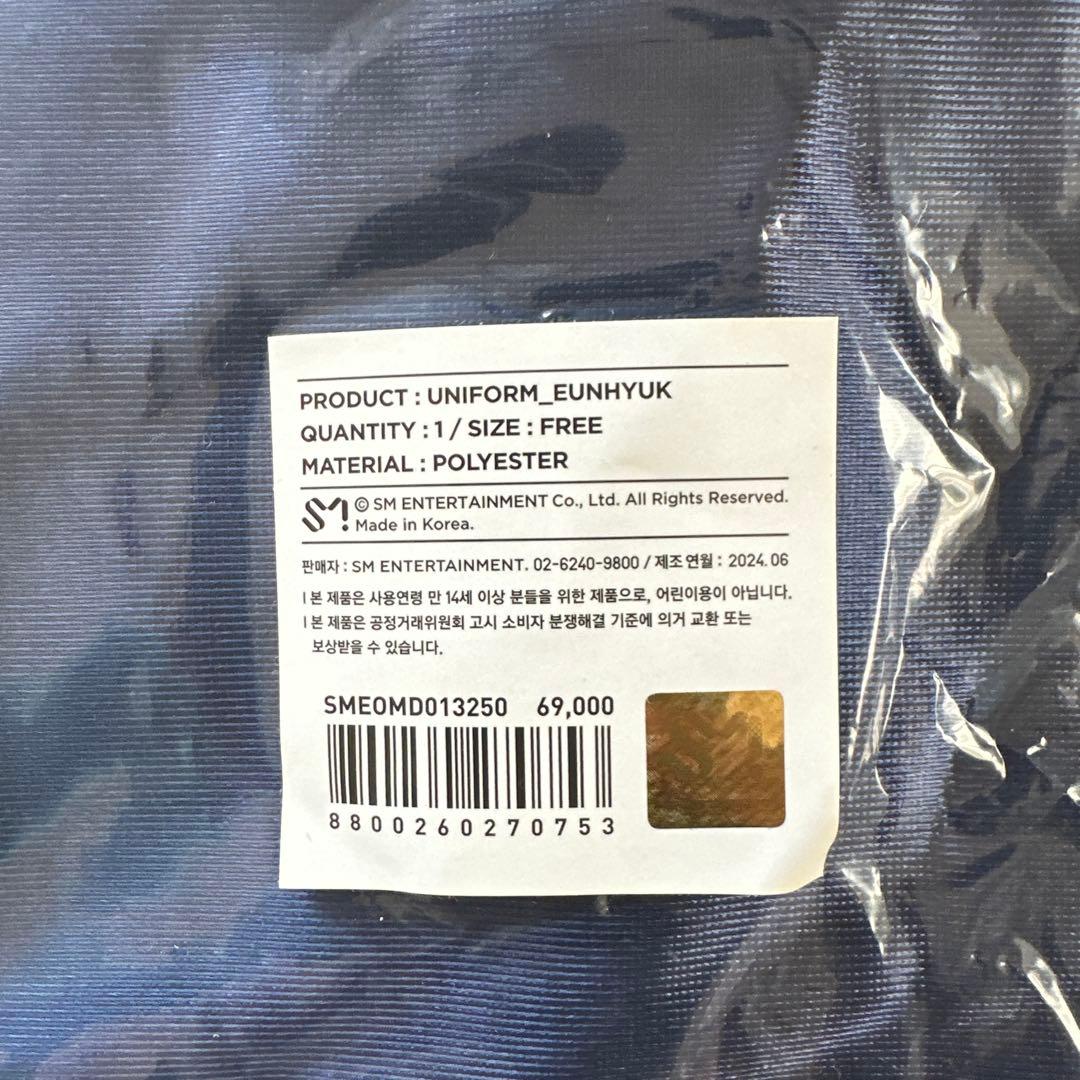 PRODUCT : UNIFORM_EUNHYUK
QUANTITY : 1 / SIZE : FREE
MATERIAL : POLYESTER
SM! © SM ENTERTAINMENT Co., Ltd. All Rights Reserved.
Made in Korea.
판매자 : SM ENTERTAINMENT. 02-6240-9800 / 제조연월 : 2024. 06
l 본 제품은 사용연령 만 14세 이상 분들을 위한 제품으로, 어린이용이 아닙니다.
l 본 제품은 공정거래위원회 고시 소비자 분쟁해결 기준에 의거 교환 또는
보상받을 수 있습니다.
SMEOMD013250 69,000
8800260270753